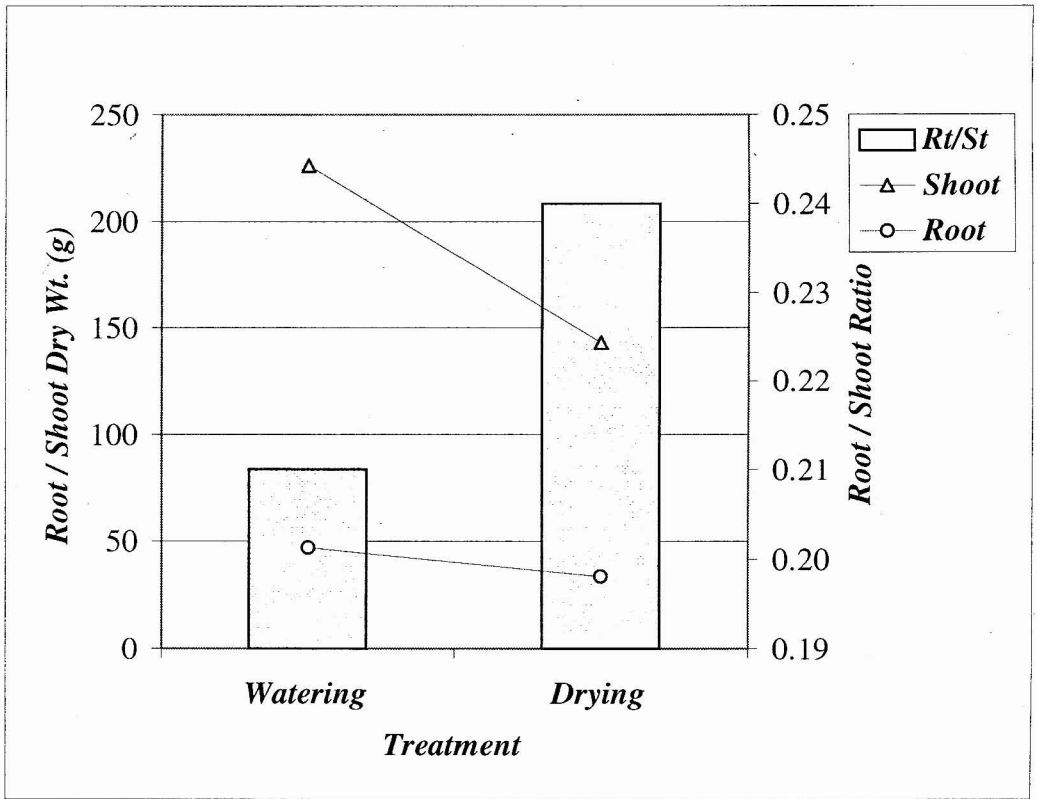 250
200
150
100
50
0
Root / Shoot Dry Wt. (g)
0.25
0.24
0.23
0.22
0.21
0.20
0.19
Root / Shoot Ratio
Rt/St
Shoot
Root
Watering
Drying
Treatment